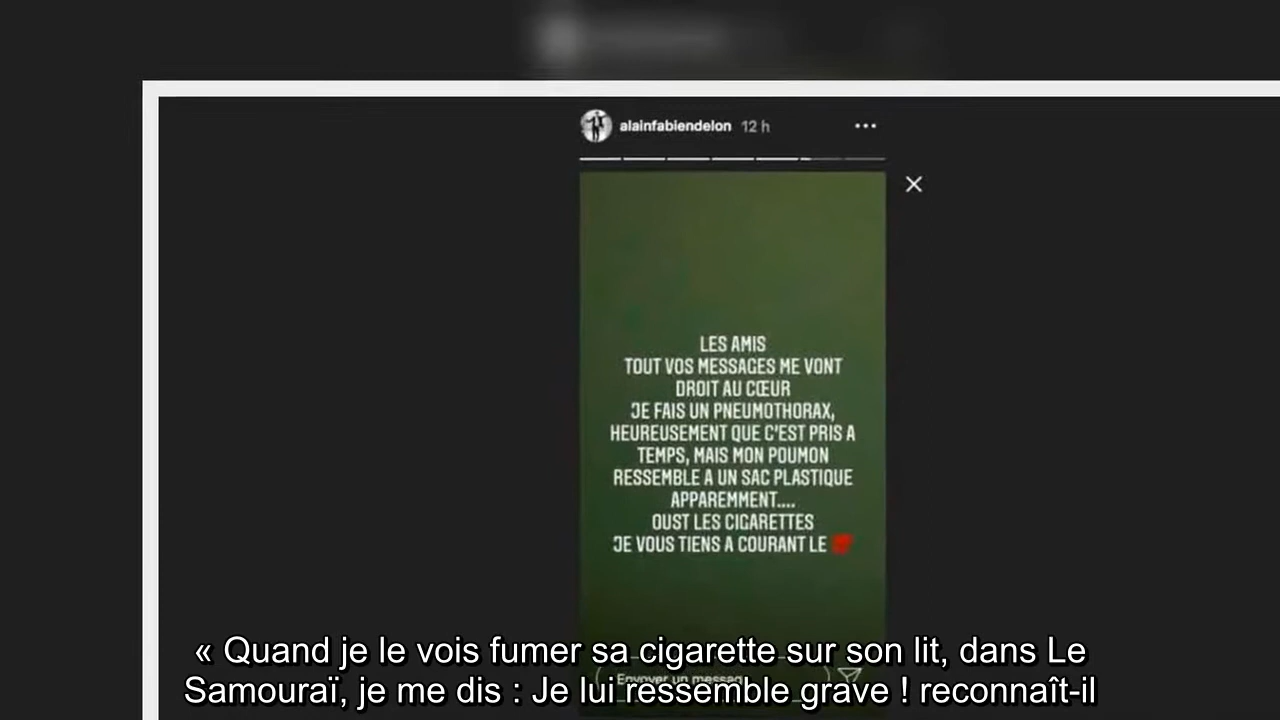 alainfabiendelon 12 h
LES AMIS
TOUT VOS MESSAGES ME VONT
DROIT AU CŒUR
JE FAIS UN PNEUMOTHORAX,
HEUREUSEMENT QUE C'EST PRIS A
TEMPS, MAIS MON POUMON
RESSEMBLE A UN SAC PLASTIQUE
APPAREMMENT....
OUST LES CIGARETTES
JE VOUS TIENS A COURANT LE
Envoyer un messag
« Quand je le vois fumer sa cigarette sur son lit, dans Le
Samouraï, je me dis : Je lui ressemble grave ! reconnaît-il